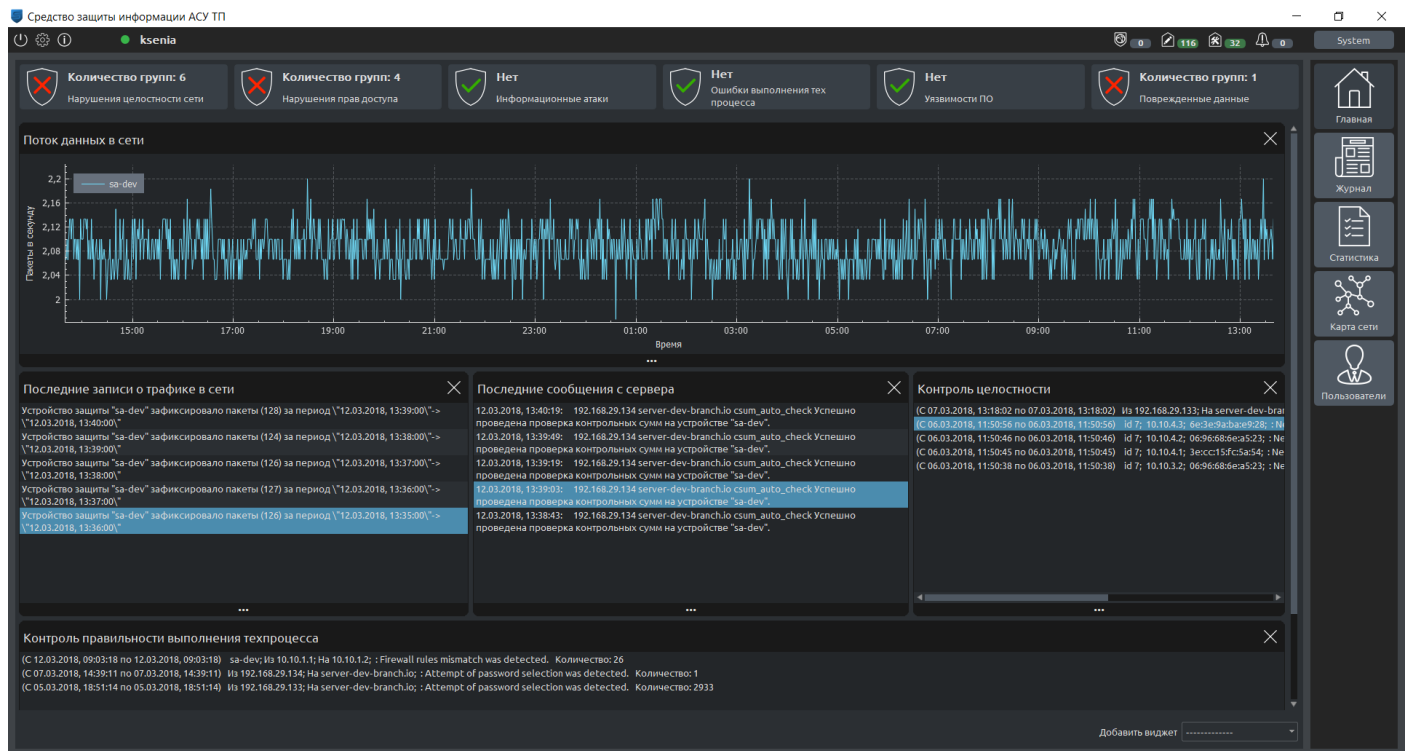 Средство защиты информации АСУ ТП
ksenia
0
116
32
0
System
Количество групп: 6
Нарушения целостности сети
Количество групп: 4
Нарушения прав доступа
Нет
Информационные атаки
Нет
Ошибки выполнения тех
процесса
Нет
Уязвимости ПО
Количество групп: 1
Поврежденные данные
Главная
Журнал
Статистика
Карта сети
Пользователи
Поток данных в сети
sa-dev
Пакеты в секунду
2,2
2,16
2,12
2,08
2,04
2
15:00
17:00
19:00
21:00
23:00
01:00
03:00
05:00
07:00
09:00
11:00
13:00
Время
...
Последние записи о трафике в сети
Устройство защиты "sa-dev" зафиксировало пакеты (128) за период \"12.03.2018, 13:39:00\"->
\"12.03.2018, 13:40:00\"
Устройство защиты "sa-dev" зафиксировало пакеты (124) за период \"12.03.2018, 13:38:00\"->
\"12.03.2018, 13:39:00\"
Устройство защиты "sa-dev" зафиксировало пакеты (126) за период \"12.03.2018, 13:37:00\"->
\"12.03.2018, 13:38:00\"
Устройство защиты "sa-dev" зафиксировало пакеты (127) за период \"12.03.2018, 13:36:00\"->
\"12.03.2018, 13:37:00\"
Устройство защиты "sa-dev" зафиксировало пакеты (126) за период \"12.03.2018, 13:35:00\"->
\"12.03.2018, 13:36:00\"
...
Последние сообщения с сервера
12.03.2018, 13:40:19: 192.168.29.134 server-dev-branch.io csum_auto_check Успешно
проведена проверка контрольных сумм на устройстве "sa-dev".
12.03.2018, 13:39:49: 192.168.29.134 server-dev-branch.io csum_auto_check Успешно
проведена проверка контрольных сумм на устройстве "sa-dev".
12.03.2018, 13:39:19: 192.168.29.134 server-dev-branch.io csum_auto_check Успешно
проведена проверка контрольных сумм на устройстве "sa-dev".
12.03.2018, 13:39:03: 192.168.29.134 server-dev-branch.io csum_auto_check Успешно
проведена проверка контрольных сумм на устройстве "sa-dev".
12.03.2018, 13:38:43: 192.168.29.134 server-dev-branch.io csum_auto_check Успешно
проведена проверка контрольных сумм на устройстве "sa-dev".
...
Контроль целостности
(С 07.03.2018, 13:18:02 по 07.03.2018, 13:18:02) Из 192.168.29.133; На server-dev-brai
(С 06.03.2018, 11:50:56 по 06.03.2018, 11:50:56) id 7; 10.10.4.3; 6e:3e:9a:ba:e9:28; : Ne
(С 06.03.2018, 11:50:46 по 06.03.2018, 11:50:46) id 7; 10.10.4.2; 06:96:68:6e:a5:23; : Ne
(С 06.03.2018, 11:50:45 по 06.03.2018, 11:50:45) id 7; 10.10.4.1; 3e:cc:15:fc:5a:54; : Ne
(С 06.03.2018, 11:50:38 по 06.03.2018, 11:50:38) id 7; 10.10.3.2; 06:96:68:6e:a5:23; : Ne
...
Контроль правильности выполнения техпроцесса
(С 12.03.2018, 09:03:18 по 12.03.2018, 09:03:18) sa-dev; Из 10.10.1.1; На 10.10.1.2; : Firewall rules mismatch was detected. Количество: 26
(С 07.03.2018, 14:39:11 по 07.03.2018, 14:39:11) Из 192.168.29.134; На server-dev-branch.io; : Attempt of password selection was detected. Количество: 1
(С 05.03.2018, 18:51:14 по 05.03.2018, 18:51:14) Из 192.168.29.133; На server-dev-branch.io; : Attempt of password selection was detected. Количество: 2933
Добавить виджет -------------